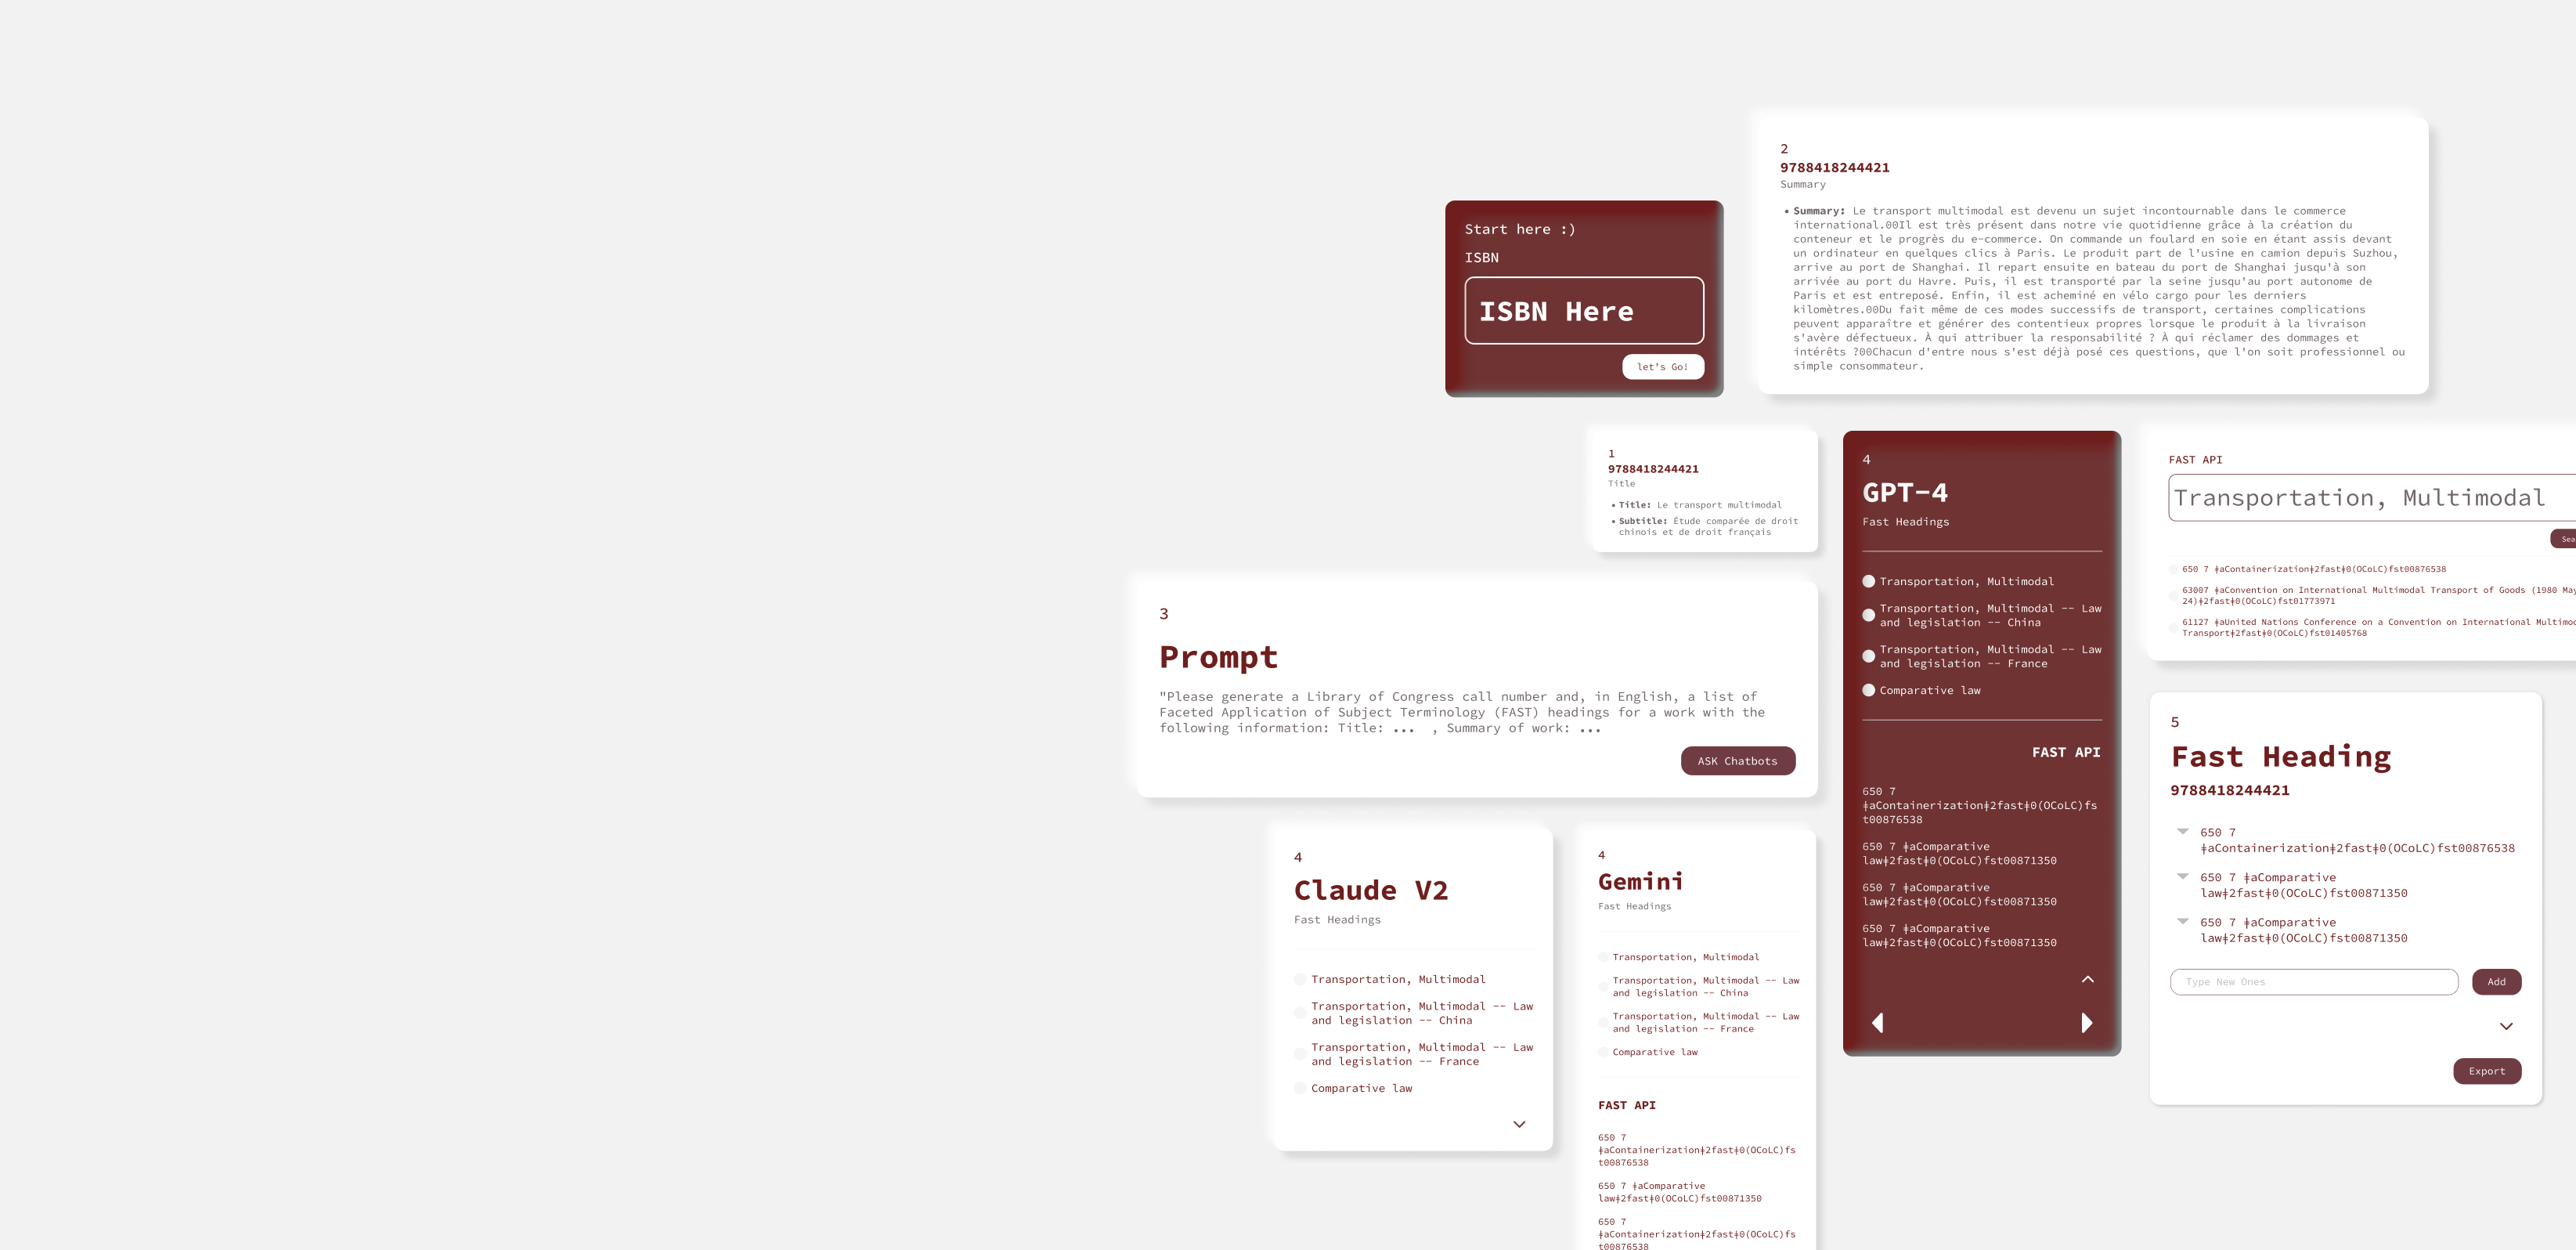 Start here :)
ISBN
ISBN Here
let's Go!
2
9788418244421
Summary
• Summary: Le transport multimodal est devenu un sujet incontournable dans le commerce
international.00Il est très présent dans notre vie quotidienne grâce à la création du
conteneur et le progrès du e-commerce. On commande un foulard en soie en étant assis devant
un ordinateur en quelques clics à Paris. Le produit part de l'usine en camion depuis Suzhou,
arrive au port de Shanghai. Il repart ensuite en bateau du port de Shanghai jusqu'à son
arrivée au port du Havre. Puis, il est transporté par la seine jusqu'au port autonome de
Paris et est entreposé. Enfin, il est acheminé en vélo cargo pour les derniers
kilomètres.00Du fait même de ces modes successifs de transport, certaines complications
peuvent apparaître et générer des contentieux propres lorsque le produit à la livraison
s'avère défectueux. À qui attribuer la responsabilité ? À qui réclamer des dommages et
intérêts ?00Chacun d'entre nous s'est déjà posé ces questions, que l'on soit professionnel ou
simple consommateur.
1
9788418244421
Title
• Title: Le transport multimodal
• Subtitle: Étude comparée de droit
chinois et de droit français
3
Prompt
"Please generate a Library of Congress call number and, in English, a list of
Faceted Application of Subject Terminology (FAST) headings for a work with the
following information: Title: ... , Summary of work: ...
ASK Chatbots
4
Claude V2
Fast Headings
Transportation, Multimodal
Transportation, Multimodal -- Law
and legislation -- China
Transportation, Multimodal -- Law
and legislation -- France
Comparative law
4
Gemini
Fast Headings
Transportation, Multimodal
Transportation, Multimodal -- Law
and legislation -- China
Transportation, Multimodal -- Law
and legislation -- France
Comparative law
FAST API
650 7
ǂaContainerizationǂ2fastǂ0(OCoLC)fs
t00876538
650 7 ǂaComparative
lawǂ2fastǂ0(OCoLC)fst00871350
650 7
ǂaContainerizationǂ2fastǂ0(OCoLC)fs
t00876538
4
GPT-4
Fast Headings
Transportation, Multimodal
Transportation, Multimodal -- Law
and legislation -- China
Transportation, Multimodal -- Law
and legislation -- France
Comparative law
FAST API
650 7
ǂaContainerizationǂ2fastǂ0(OCoLC)fs
t00876538
650 7 ǂaComparative
lawǂ2fastǂ0(OCoLC)fst00871350
650 7 ǂaComparative
lawǂ2fastǂ0(OCoLC)fst00871350
650 7 ǂaComparative
lawǂ2fastǂ0(OCoLC)fst00871350
FAST API
Transportation, Multimodal
650 7 ǂaContainerizationǂ2fastǂ0(OCoLC)fst00876538
63007 ǂaConvention on International Multimodal Transport of Goods (1980 May
24)ǂ2fastǂ0(OCoLC)fst01773971
61127 ǂaUnited Nations Conference on a Convention on International
Transportǂ2fastǂ0(OCoLC)fst01405768
5
Fast Heading
9788418244421
650 7
ǂaContainerizationǂ2fastǂ0(OCoLC)fst00876538
650 7 ǂaComparative
lawǂ2fastǂ0(OCoLC)fst00871350
650 7 ǂaComparative
lawǂ2fastǂ0(OCoLC)fst00871350
Type New Ones
Add
Export